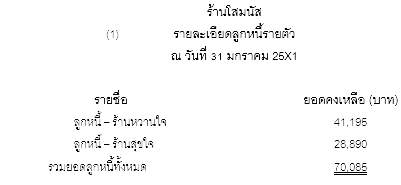 ร้านโสมนัส
(1) รายละเอียดลูกหนี้รายตัว
ณ วันที่ 31 มกราคม 25X1
รายชื่อ ยอดคงเหลือ (บาท)
ลูกหนี้ – ร้านหวานใจ 41,195
ลูกหนี้ – ร้านสุขใจ 28,890
รวมยอดลูกหนี้ทั้งหมด 70,085